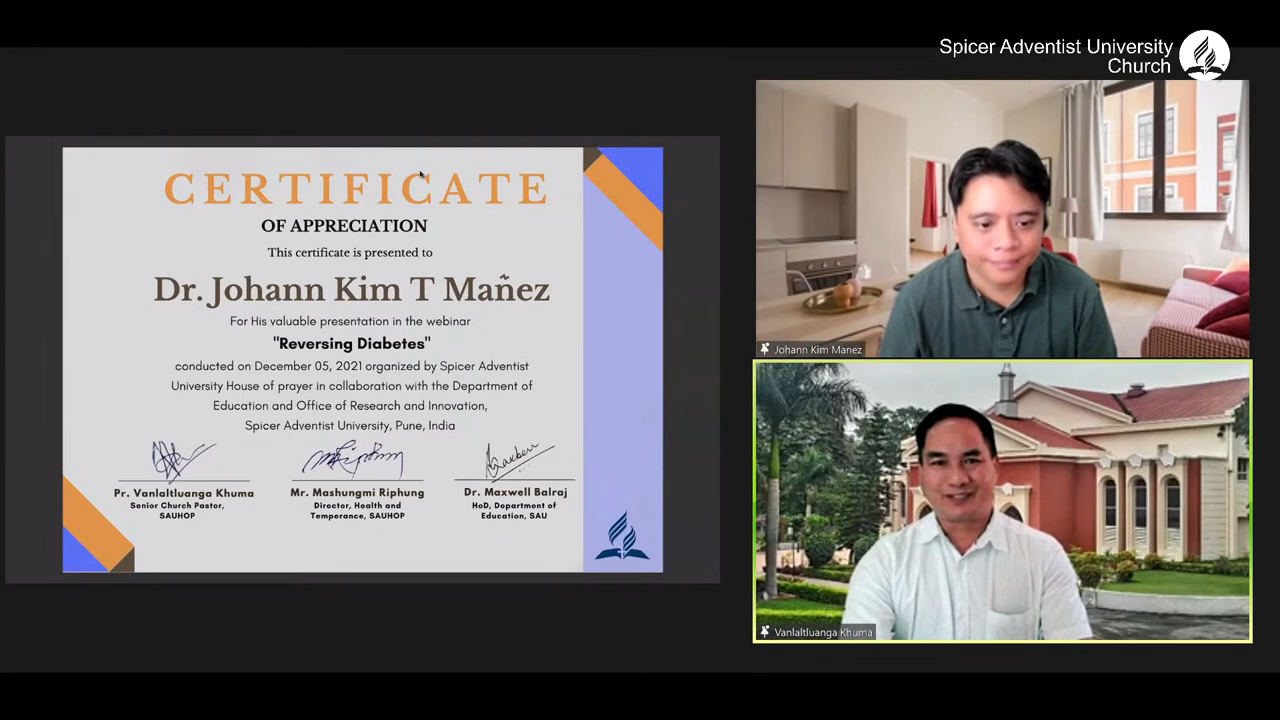 Spicer Adventist University
Church
CERTIFICATE
OF APPRECIATION
This certificate is presented to
Dr. Johann Kim T Mañez
For His valuable presentation in the webinar
"Reversing Diabetes"
conducted on December 05, 2021 organized by Spicer Adventist
University House of prayer in collaboration with the Department of
Education and Office of Research and Innovation,
Spicer Adventist University, Pune, India
Pr. Vanlaltluanga Khuma
Senior Church Pastor,
SAUHOP
Mr. Mashungmi Riphung
Director, Health and
Temperance, SAUHOP
Dr. Maxwell Balraj
HoD, Department of
Education, SAU
Johann Kim Manez
Vanlaltluanga Khuma